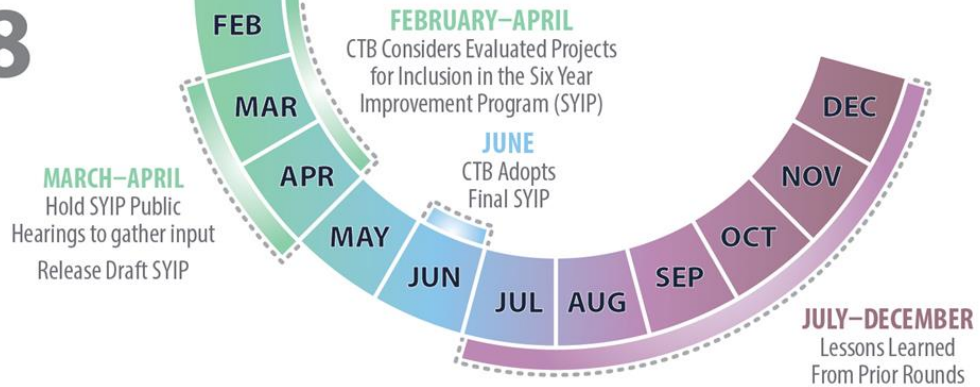 8
FEB
MAR
APR
MAY
JUN
JUL
AUG
SEP
OCT
NOV
DEC
FEBRUARY–APRIL
CTB Considers Evaluated Projects
for Inclusion in the Six Year
Improvement Program (SYIP)
MARCH–APRIL
Hold SYIP Public
Hearings to gather input
Release Draft SYIP
JUNE
CTB Adopts
Final SYIP
JULY–DECEMBER
Lessons Learned
From Prior Rounds